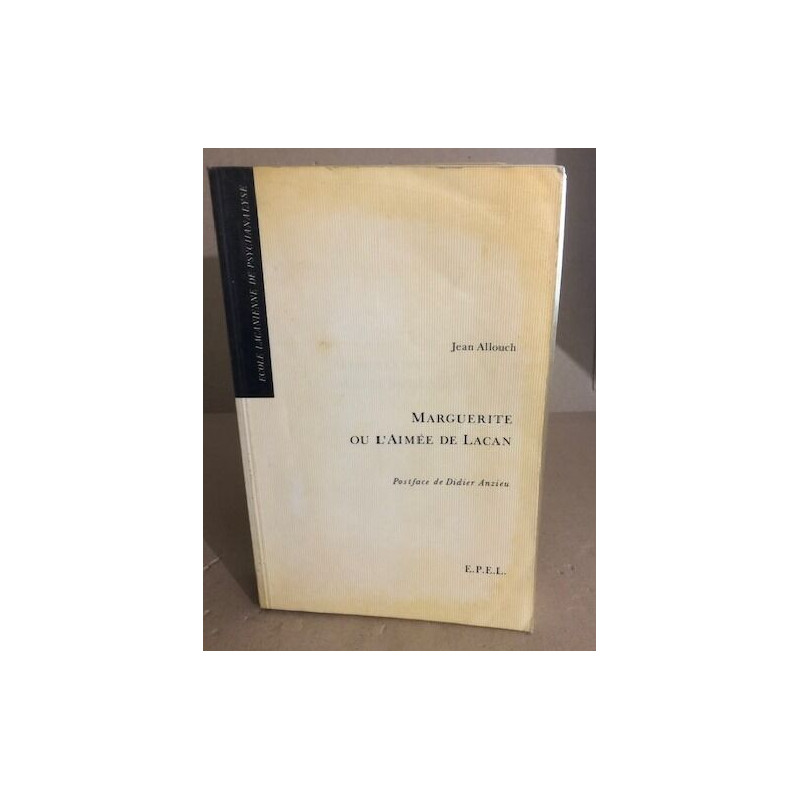 ECOLE LACANIENNE DE PSYCHANALYSE
Jean Allouch
MARGUERITE
OU L'AIMÉE DE LACAN
Postface de Didier Anzieu
E.P.E.L.